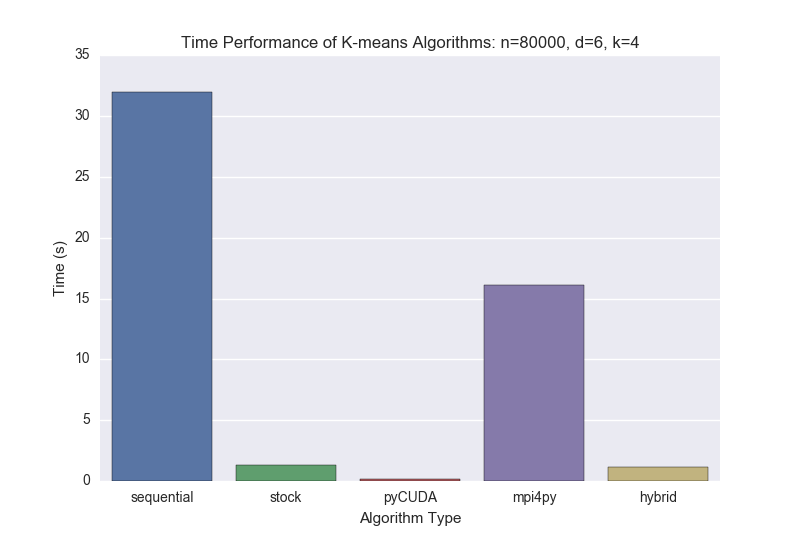 Time Performance of K-means Algorithms: n=80000, d=6, k=4
35
30
25
20
15
10
5
0
Time (s)
sequential stock pyCUDA mpi4py hybrid
Algorithm Type